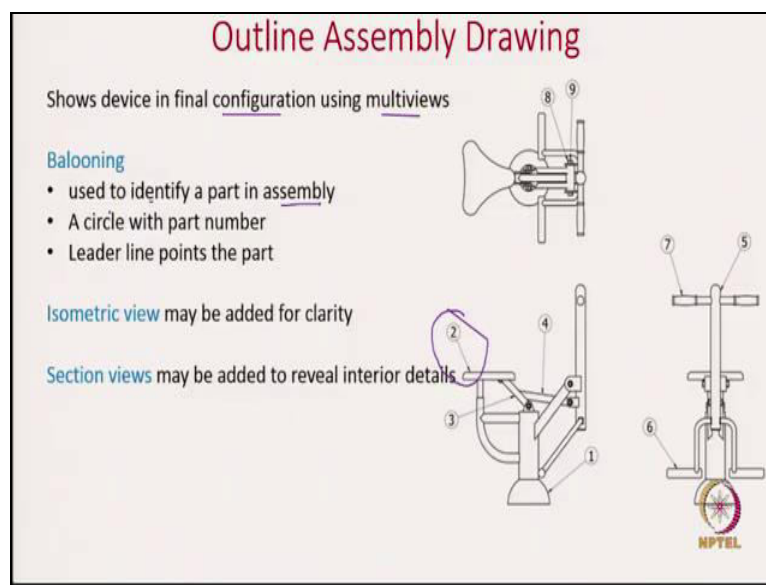 Outline Assembly Drawing
Shows device in final configuration using multiviews
Balooning
• used to identify a part in assembly
• A circle with part number
• Leader line points the part
Isometric view may be added for clarity
Section views may be added to reveal interior details
8
9
7
5
2
4
3
6
1
NPTEL